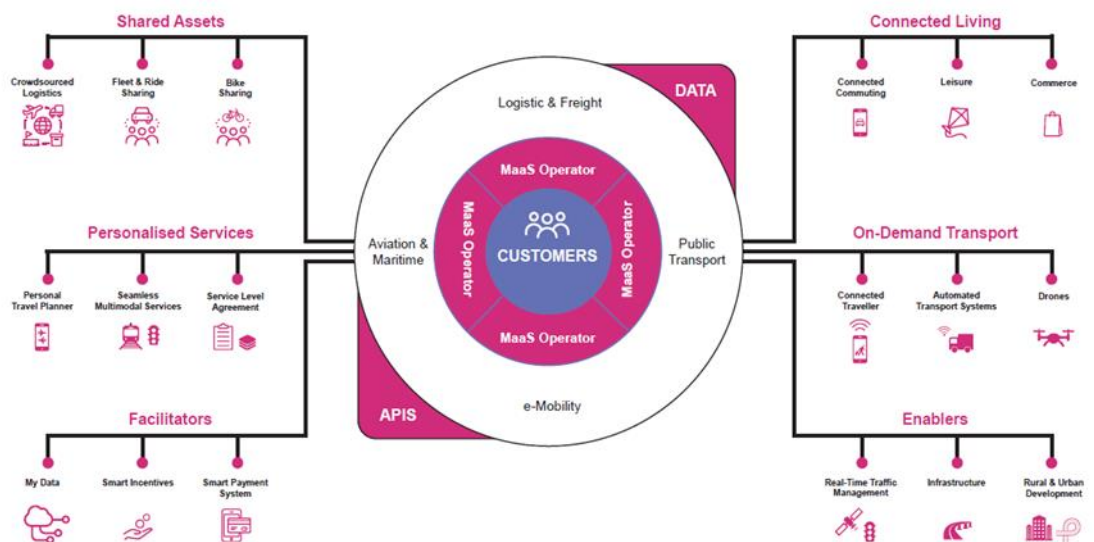 Shared Assets
Crowdsourced
Logistics
Fleet & Ride
Sharing
Bike
Sharing
Personalised Services
Personal
Travel Planner
Seamless
Multimodal Services
Service Level
Agreement
Facilitators
My Data
Smart Incentives
Smart Payment
System
DATA
Logistic & Freight
MaaS Operator
MaaS Operator
CUSTOMERS
MaaS Operator
MaaS Operator
Aviation &
Maritime
Public
Transport
e-Mobility
APIS
Connected Living
Connected
Commuting
Leisure
Commerce
On-Demand Transport
Connected
Traveller
Automated
Transport Systems
Drones
Enablers
Real-Time Traffic
Management
Infrastructure
Rural & Urban
Development